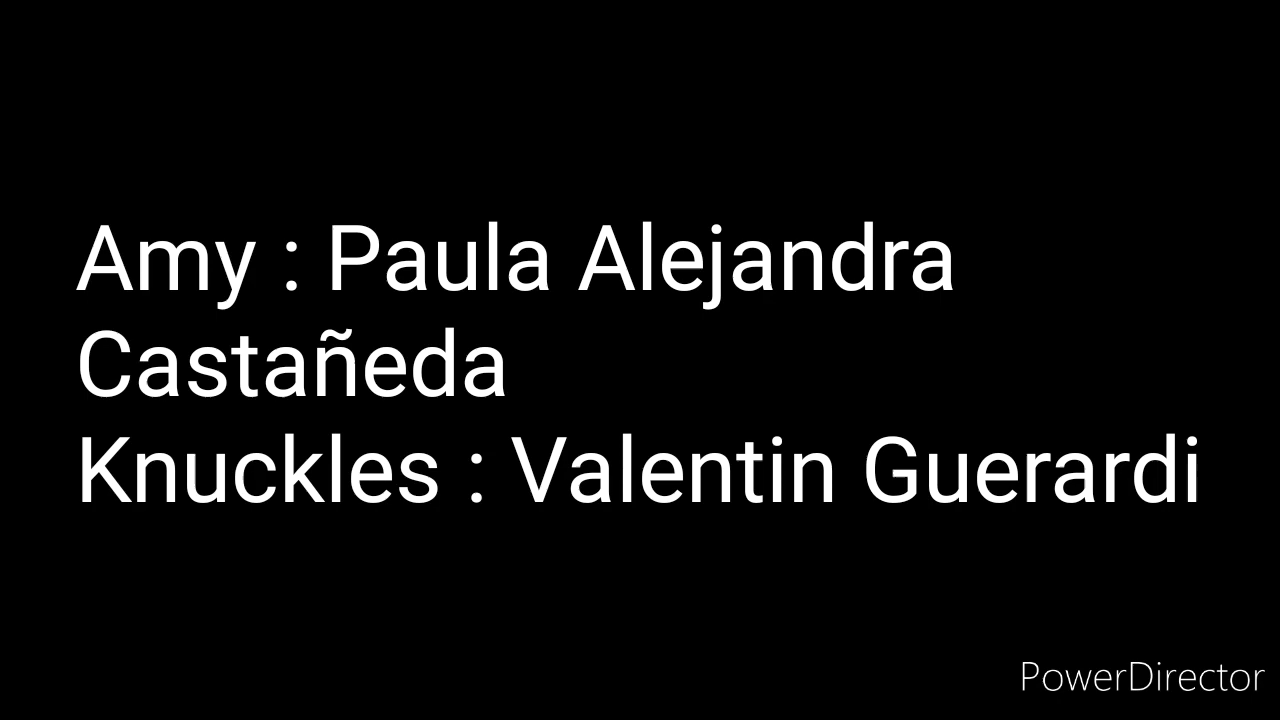 Amy : Paula Alejandra
Castañeda
Knuckles : Valentin Guerardi
PowerDirector